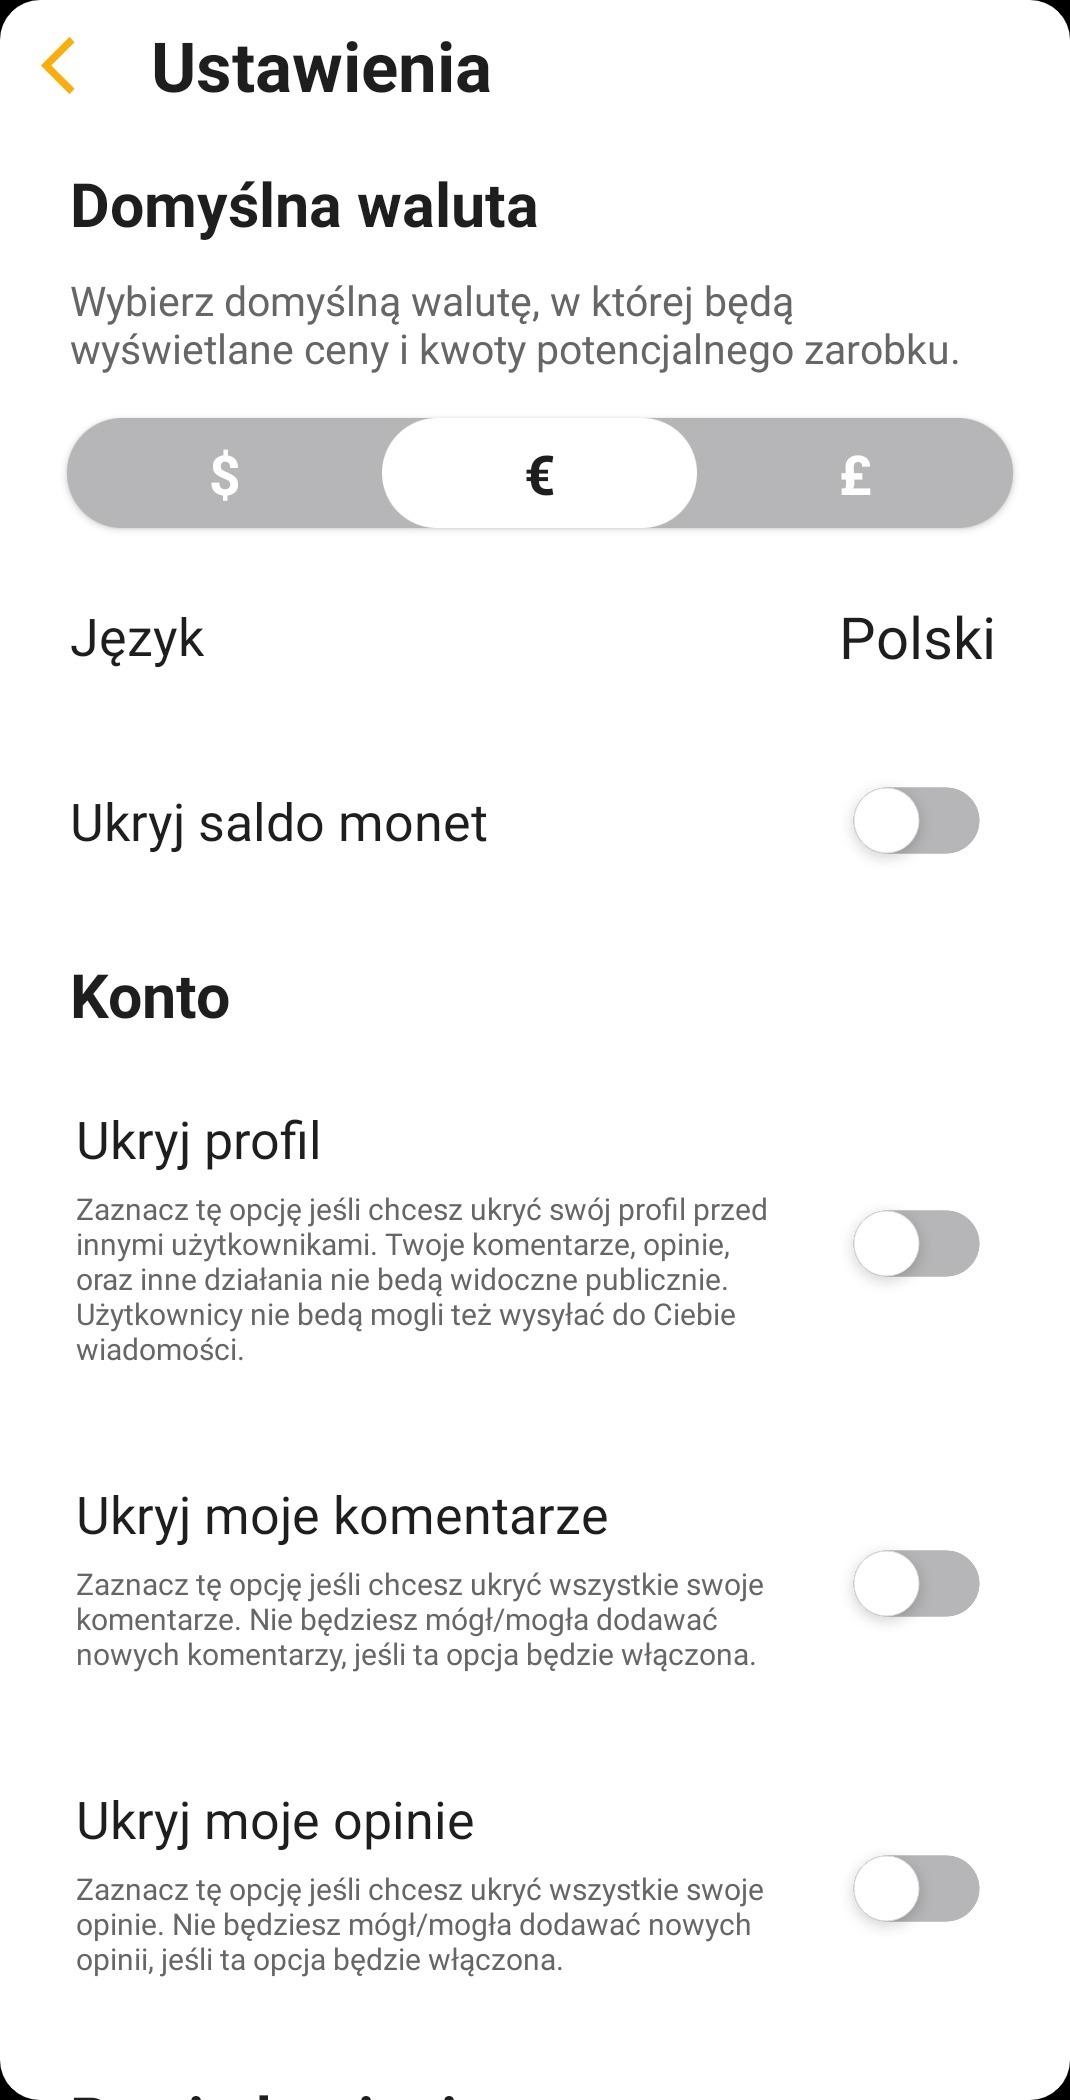 Ustawienia
Domyślna waluta
Wybierz domyślną walutę, w której będą
wyświetlane ceny i kwoty potencjalnego zarobku.
$ € £
Język Polski
Ukryj saldo monet
Konto
Ukryj profil
Zaznacz tę opcję jeśli chcesz ukryć swój profil przed
innymi użytkownikami. Twoje komentarze, opinie,
oraz inne działania nie bedą widoczne publicznie.
Użytkownicy nie bedą mogli też wysyłać do Ciebie
wiadomości.
Ukryj moje komentarze
Zaznacz tę opcję jeśli chcesz ukryć wszystkie swoje
komentarze. Nie będziesz mógł/mogła dodawać
nowych komentarzy, jeśli ta opcja będzie włączona.
Ukryj moje opinie
Zaznacz tę opcję jeśli chcesz ukryć wszystkie swoje
opinie. Nie będziesz mógł/mogła dodawać nowych
opinii, jeśli ta opcja będzie włączona.